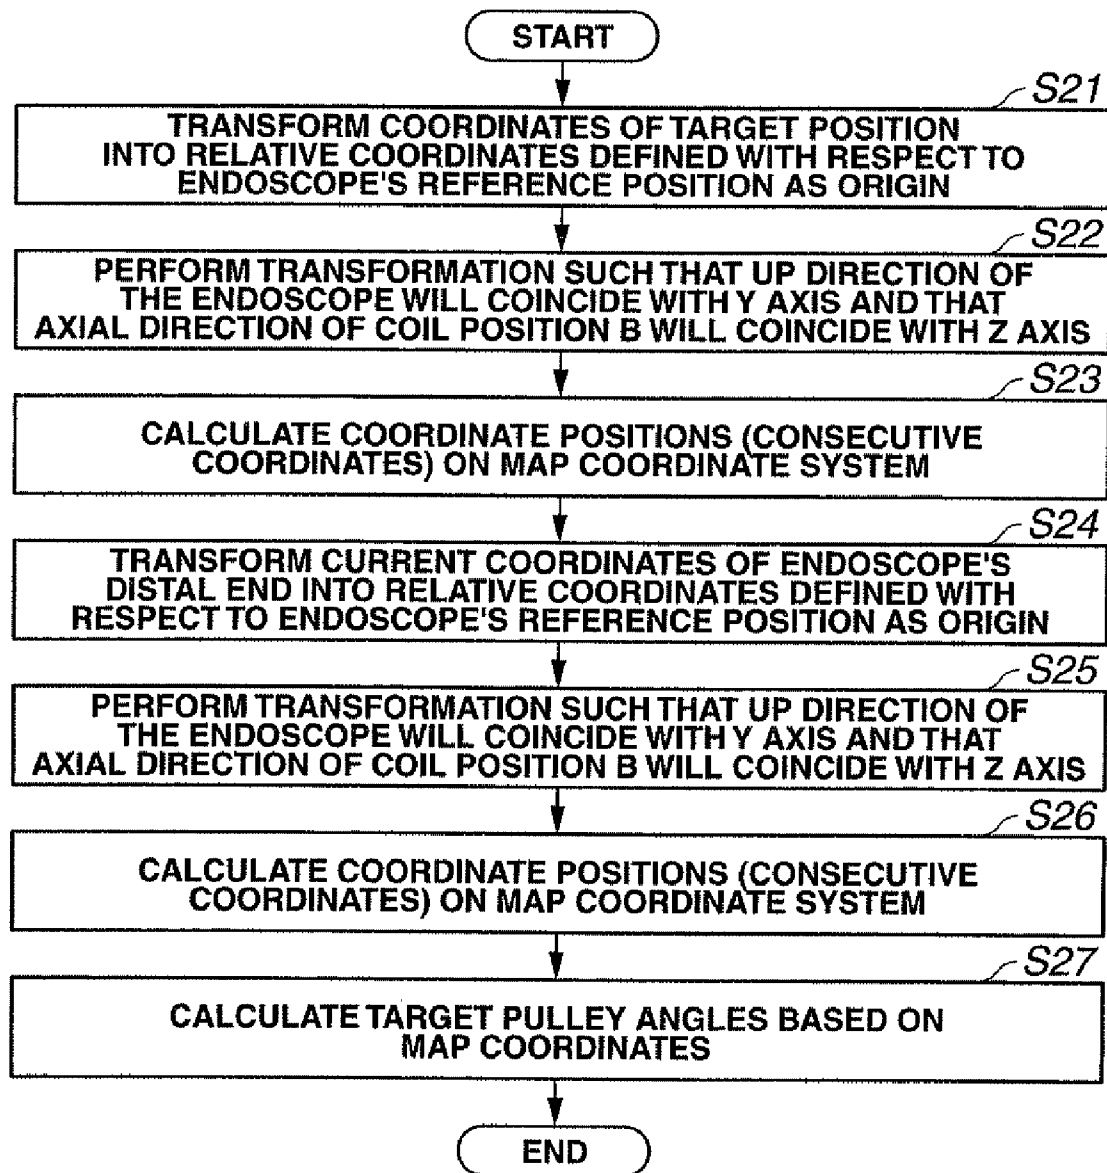 START
S21
TRANSFORM COORDINATES OF TARGET POSITION
INTO RELATIVE COORDINATES DEFINED WITH RESPECT TO
ENDOSCOPE'S REFERENCE POSITION AS ORIGIN
S22
PERFORM TRANSFORMATION SUCH THAT UP DIRECTION OF
THE ENDOSCOPE WILL COINCIDE WITH Y AXIS AND THAT
AXIAL DIRECTION OF COIL POSITION B WILL COINCIDE WITH Z AXIS
S23
CALCULATE COORDINATE POSITIONS (CONSECUTIVE
COORDINATES) ON MAP COORDINATE SYSTEM
S24
TRANSFORM CURRENT COORDINATES OF ENDOSCOPE'S
DISTAL END INTO RELATIVE COORDINATES DEFINED WITH
RESPECT TO ENDOSCOPE'S REFERENCE POSITION AS ORIGIN
S25
PERFORM TRANSFORMATION SUCH THAT UP DIRECTION OF
THE ENDOSCOPE WILL COINCIDE WITH Y AXIS AND THAT
AXIAL DIRECTION OF COIL POSITION B WILL COINCIDE WITH Z AXIS
S26
CALCULATE COORDINATE POSITIONS (CONSECUTIVE
COORDINATES) ON MAP COORDINATE SYSTEM
S27
CALCULATE TARGET PULLEY ANGLES BASED ON
MAP COORDINATES
END